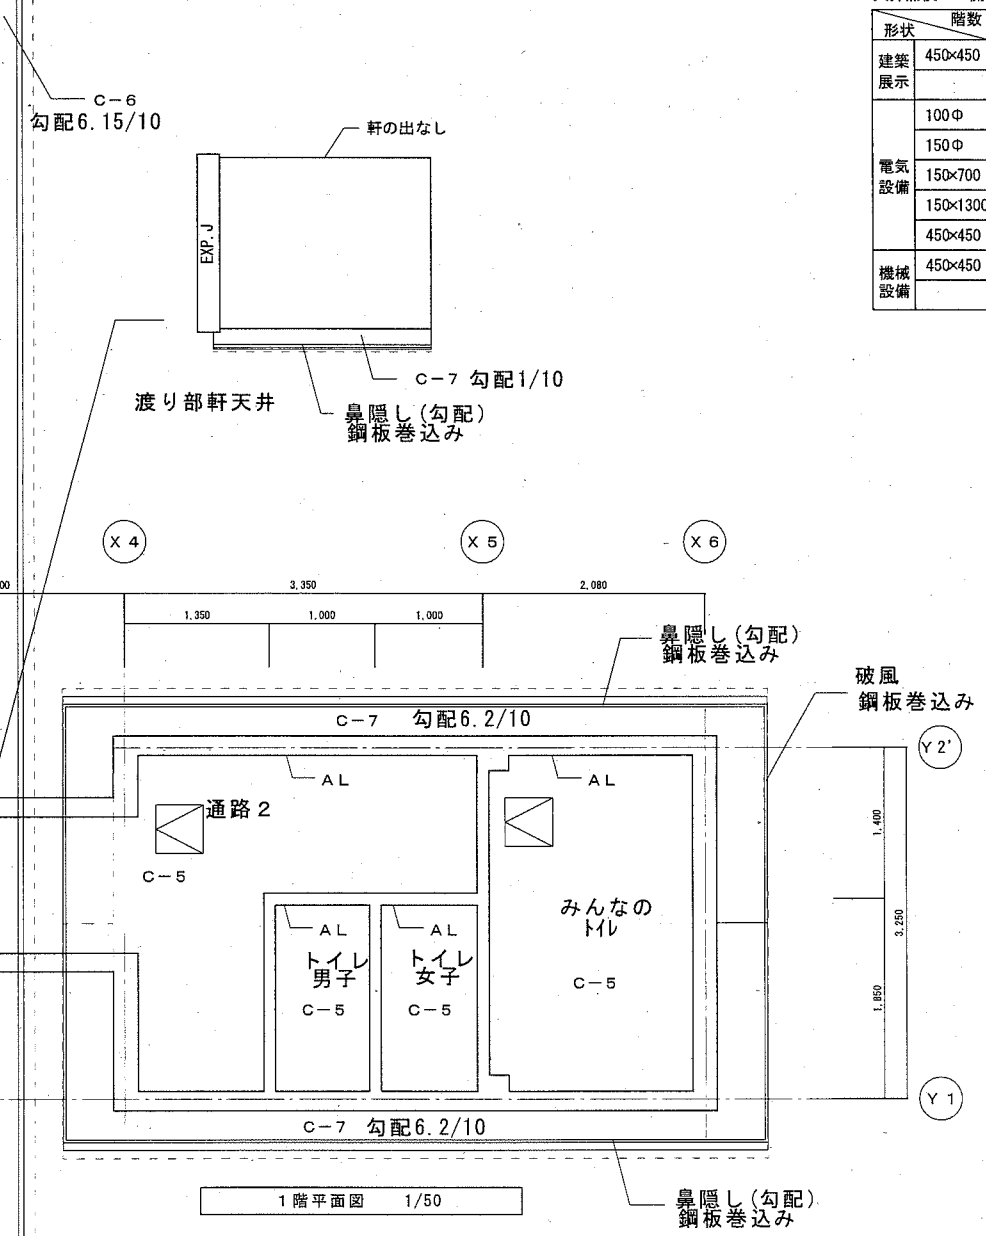 階数
形状
建築
展示
450×450
電気
設備
100Φ
150Φ
150×700
150×1300
450×450
機械
設備
450×450
C-6
勾配6.15/10
軒の出なし
EXP.J
C-7 勾配1/10
渡り部軒天井
鼻隠し(勾配)
鋼板巻込み
X 4
X 5
X 6
3,350
2,080
1,350
1,000
1,000
鼻隠し(勾配)
鋼板巻込み
破風
鋼板巻込み
C-7 勾配6.2/10
Y 2'
AL
AL
通路2
C-5
1,400
3,250
1,850
みんなの
トイレ
C-5
AL
トイレ
男子
C-5
AL
トイレ
女子
C-5
Y 1
C-7 勾配6.2/10
1階平面図 1/50
鼻隠し(勾配)
鋼板巻込み